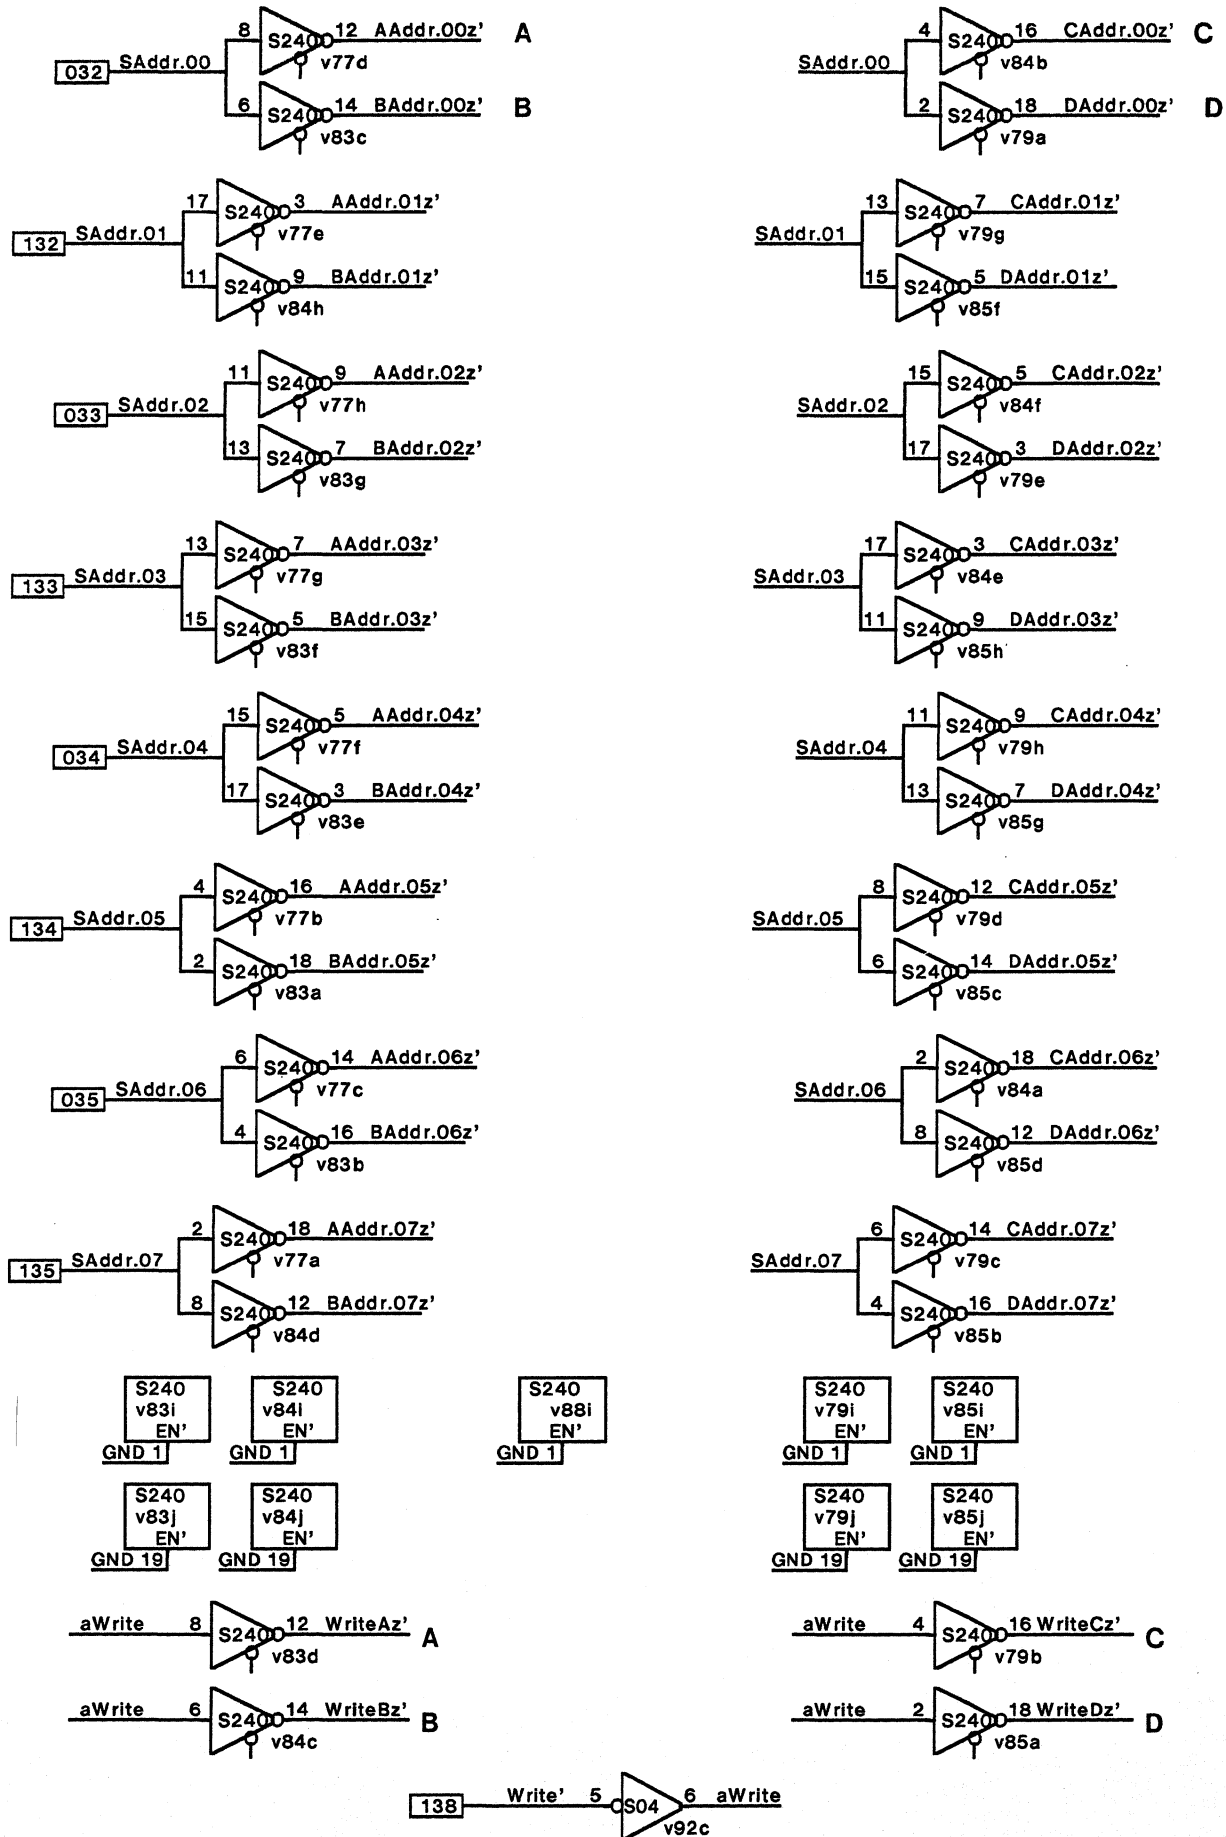 8 S240 12 AAddr.00z' A
032 SAddr.00 v77d
6 S240 14 BAddr.00z' B
v83c
4 S240 16 CAddr.00z' C
SAddr.00 v84b
2 S240 18 DAddr.00z' D
v79a
17 S240 3 AAddr.01z'
132 SAddr.01 v77e
11 S240 9 BAddr.01z'
v84h
13 S240 7 CAddr.01z'
SAddr.01 v79g
15 S240 5 DAddr.01z'
v85f
11 S240 9 AAddr.02z'
033 SAddr.02 v77h
13 S240 7 BAddr.02z'
v83g
15 S240 5 CAddr.02z'
SAddr.02 v84f
17 S240 3 DAddr.02z'
v79e
13 S240 7 AAddr.03z'
133 SAddr.03 v77g
15 S240 5 BAddr.03z'
v83f
17 S240 3 CAddr.03z'
SAddr.03 v84e
11 S240 9 DAddr.03z'
v85h
15 S240 5 AAddr.04z'
034 SAddr.04 v77f
17 S240 3 BAddr.04z'
v83e
11 S240 9 CAddr.04z'
SAddr.04 v79h
13 S240 7 DAddr.04z'
v85g
4 S240 16 AAddr.05z'
134 SAddr.05 v77b
2 S240 18 BAddr.05z'
v83a
8 S240 12 CAddr.05z'
SAddr.05 v79d
6 S240 14 DAddr.05z'
v85c
6 S240 14 AAddr.06z'
035 SAddr.06 v77c
4 S240 16 BAddr.06z'
v83b
2 S240 18 CAddr.06z'
SAddr.06 v84a
8 S240 12 DAddr.06z'
v85d
2 S240 18 AAddr.07z'
135 SAddr.07 v77a
8 S240 12 BAddr.07z'
v84d
6 S240 14 CAddr.07z'
SAddr.07 v79c
4 S240 16 DAddr.07z'
v85b
S240 S240 S240 S240 S240
v83i v84i v88i v79i v85i
EN' EN' EN' EN' EN'
GND 1 GND 1 GND 1 GND 1 GND 1
S240 S240 S240 S240
v83j v84j v79j v85j
EN' EN' EN' EN'
GND 19 GND 19 GND 19 GND 19
aWrite 8 S240 12 WriteAz' A
v83d
aWrite 4 S240 16 WriteCz' C
v79b
aWrite 6 S240 14 WriteBz' B
v84c
aWrite 2 S240 18 WriteDz' D
v85a
138 Write' 5 S04 6 aWrite
v92c